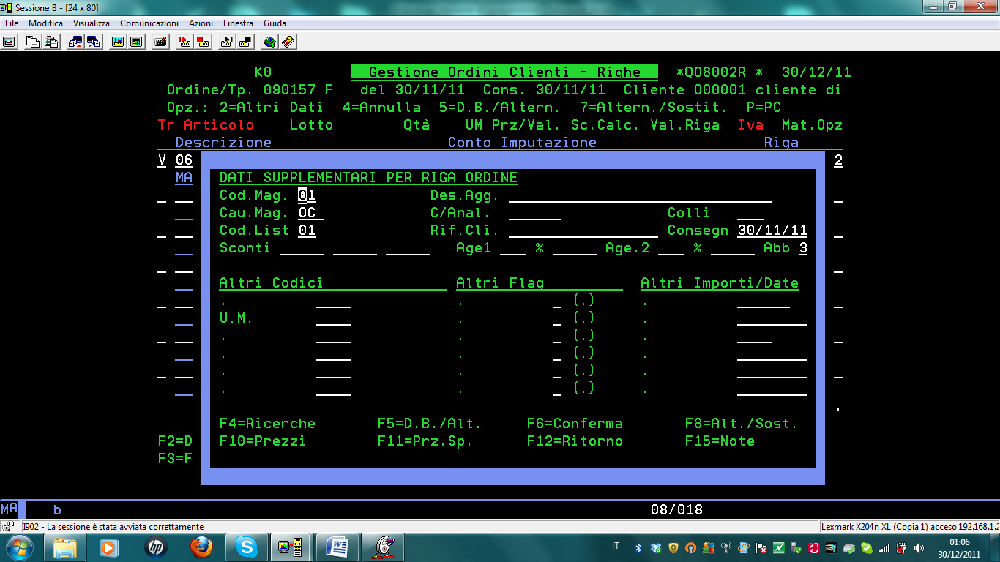 Sessione B - [24 x 80]
File Modifica Visualizza Comunicazioni Azioni Finestra Guida
K0 Gestione Ordini Clienti - Righe *Q08002R * 30/12/11
Ordine/Tp. 090157 F del 30/11/11 Cons. 30/11/11 Cliente 000001 cliente di
Opz.: 2=Altri Dati 4=Annulla 5=D.B./Altern. 7=Altern./Sostit. P=PC
Tr Articolo Lotto Qtà UM Prz/Val. Sc.Calc. Val.Riga Iva Mat.Opz
Descrizione Conto Imputazione Riga
V 06 2
MA DATI SUPPLEMENTARI PER RIGA ORDINE
Cod.Mag. 01 Des.Agg.
Cau.Mag. OC C/Anal. Colli
Cod.List 01 Rif.Cli. Consegn 30/11/11
Sconti Age1 % Age.2 % Abb 3
Altri Codici Altri Flag Altri Importi/Date
. . (.) .
U.M. . (.) .
. . (.) .
. . (.) .
. . (.) .
. . (.) .
.
F4=Ricerche F5=D.B./Alt. F6=Conferma F8=Alt./Sost.
F2=D F10=Prezzi F11=Prz.Sp. F12=Ritorno F15=Note
F3=F
MA b 08/018
I902 - La sessione è stata avviata correttamente Lexmark X204n XL (Copia 1) acceso 192.168.1.2
IT 01:06
30/12/2011